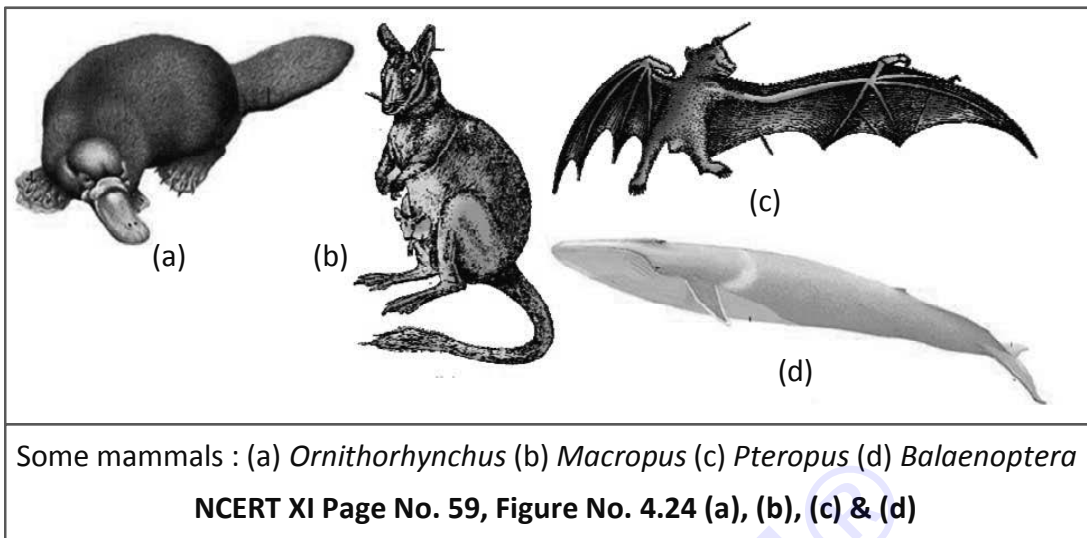 (a)
(b)
(c)
(d)
Some mammals : (a) Ornithorhynchus (b) Macropus (c) Pteropus (d) Balaenoptera
NCERT XI Page No. 59, Figure No. 4.24 (a), (b), (c) & (d)